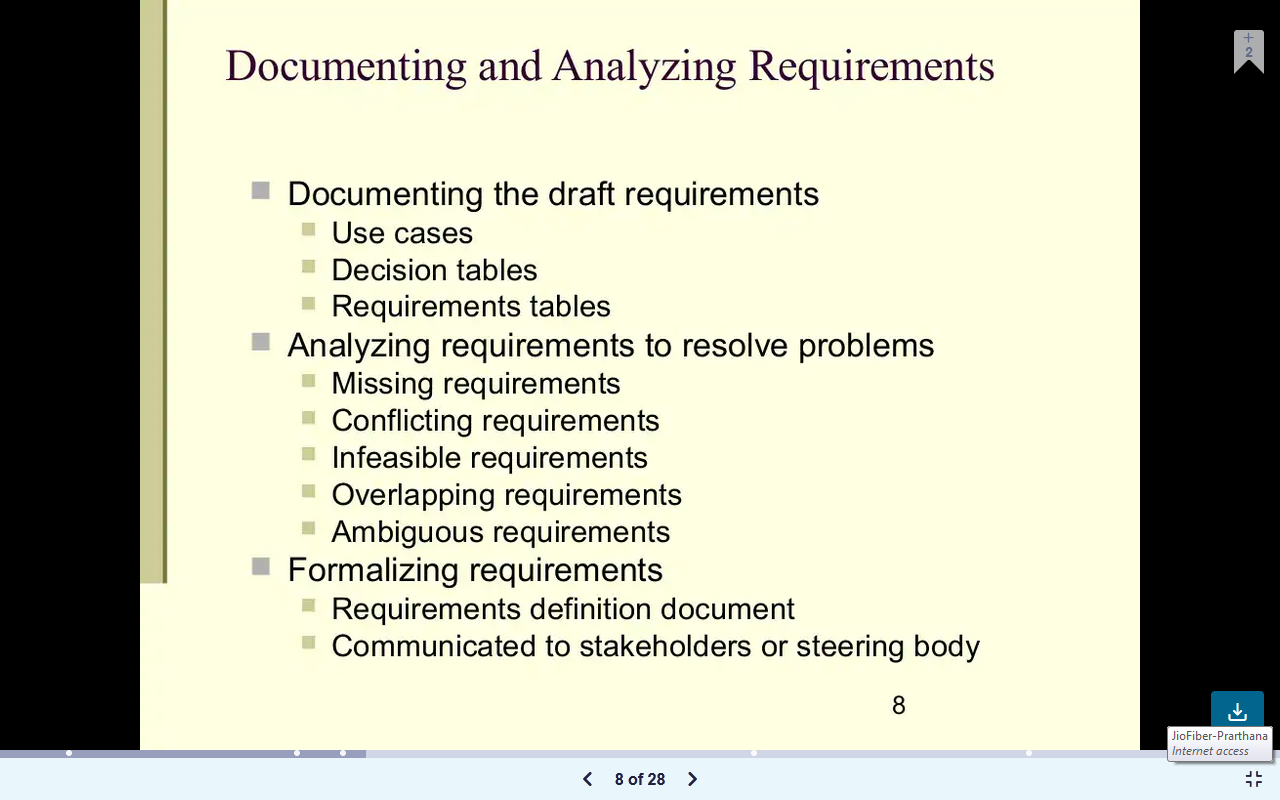 Documenting and Analyzing Requirements
+
2
Documenting the draft requirements
Use cases
Decision tables
Requirements tables
Analyzing requirements to resolve problems
Missing requirements
Conflicting requirements
Infeasible requirements
Overlapping requirements
Ambiguous requirements
Formalizing requirements
Requirements definition document
Communicated to stakeholders or steering body
8
JioFiber-Prarthana
Internet access
8 of 28